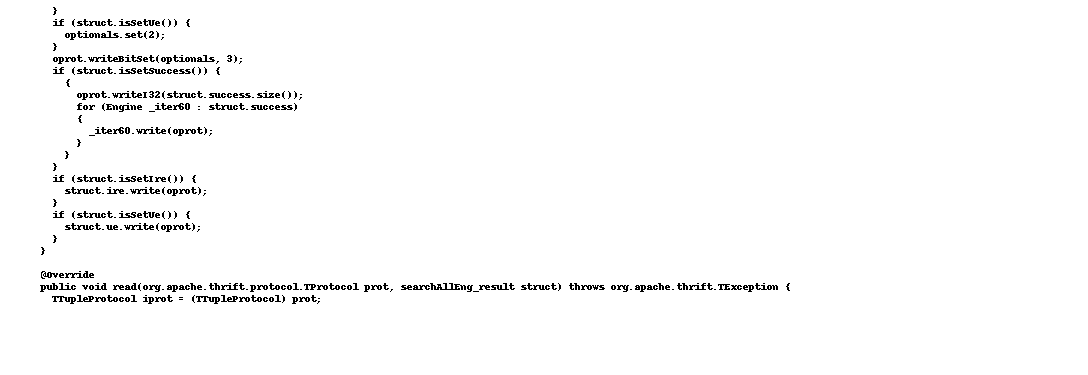 }
if (struct.isSetUe()) {
optionals.set(2);
}
oprot.writeBitSet(optionals, 3);
if (struct.isSetSuccess()) {
{
oprot.writeI32(struct.success.size());
for (Engine _iter60 : struct.success)
{
_iter60.write(oprot);
}
}
}
if (struct.isSetIre()) {
struct.ire.write(oprot);
}
if (struct.isSetUe()) {
struct.ue.write(oprot);
}
}
@Override
public void read(org.apache.thrift.protocol.TProtocol prot, searchAllEng_result struct) throws org.apache.thrift.TException {
TTupleProtocol iprot = (TTupleProtocol) prot;